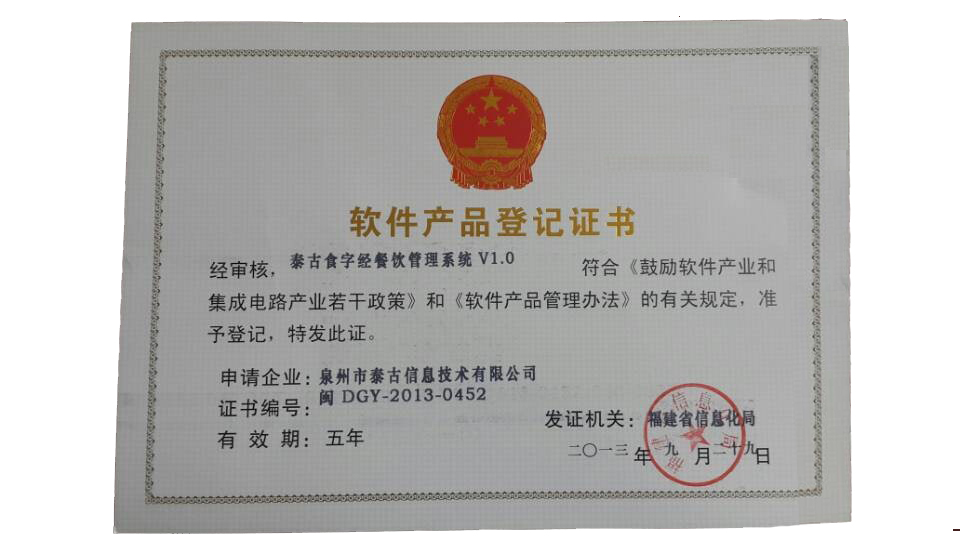 软件产品登记证书
经审核，泰古食字经餐饮管理系统 V1.0 符合《鼓励软件产业和
集成电路产业若干政策》和《软件产品管理办法》的有关规定，准
予登记，特发此证。
申请企业：泉州市泰古信息技术有限公司
证书编号：闽 DGY-2013-0452
有 效 期：五年
发证机关：福建省信息化局
二〇一三年九月二十九日